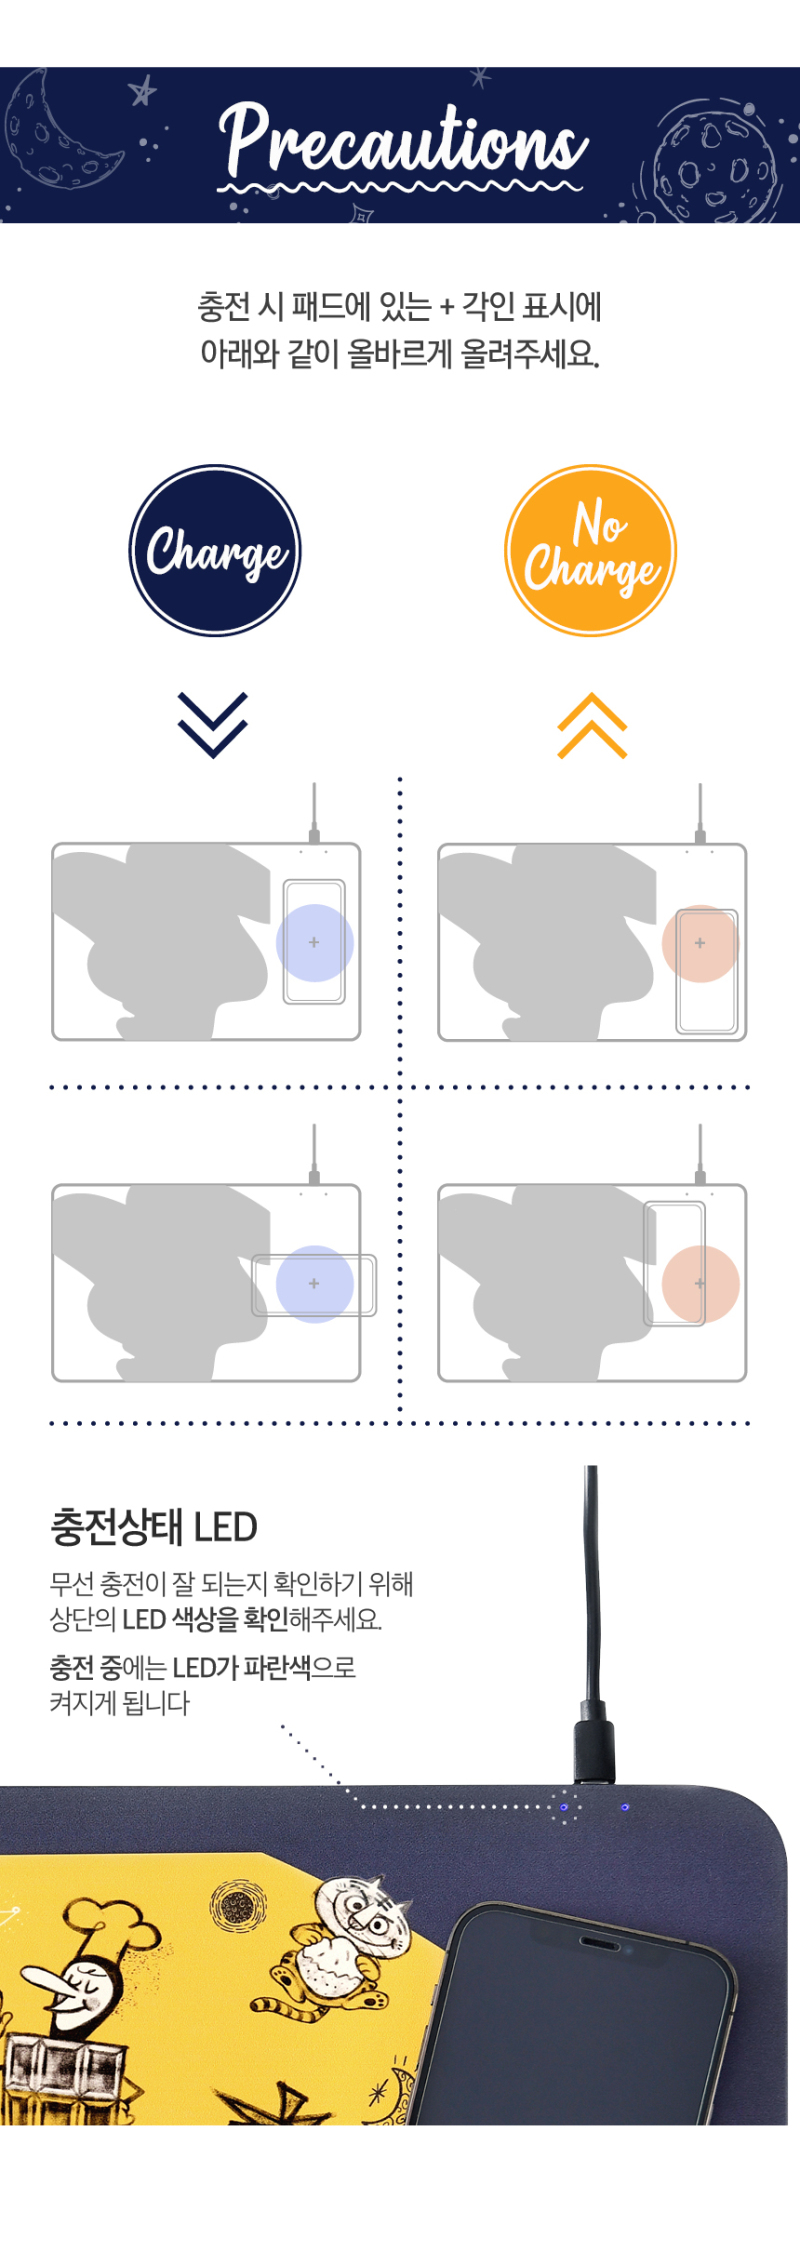 Precautions
충전 시 패드에 있는 + 각인 표시에
아래와 같이 올바르게 올려주세요.
Charge
No
Charge
충전상태 LED
무선 충전이 잘 되는지 확인하기 위해
상단의 LED 색상을 확인해주세요.
충전 중에는 LED가 파란색으로
켜지게 됩니다